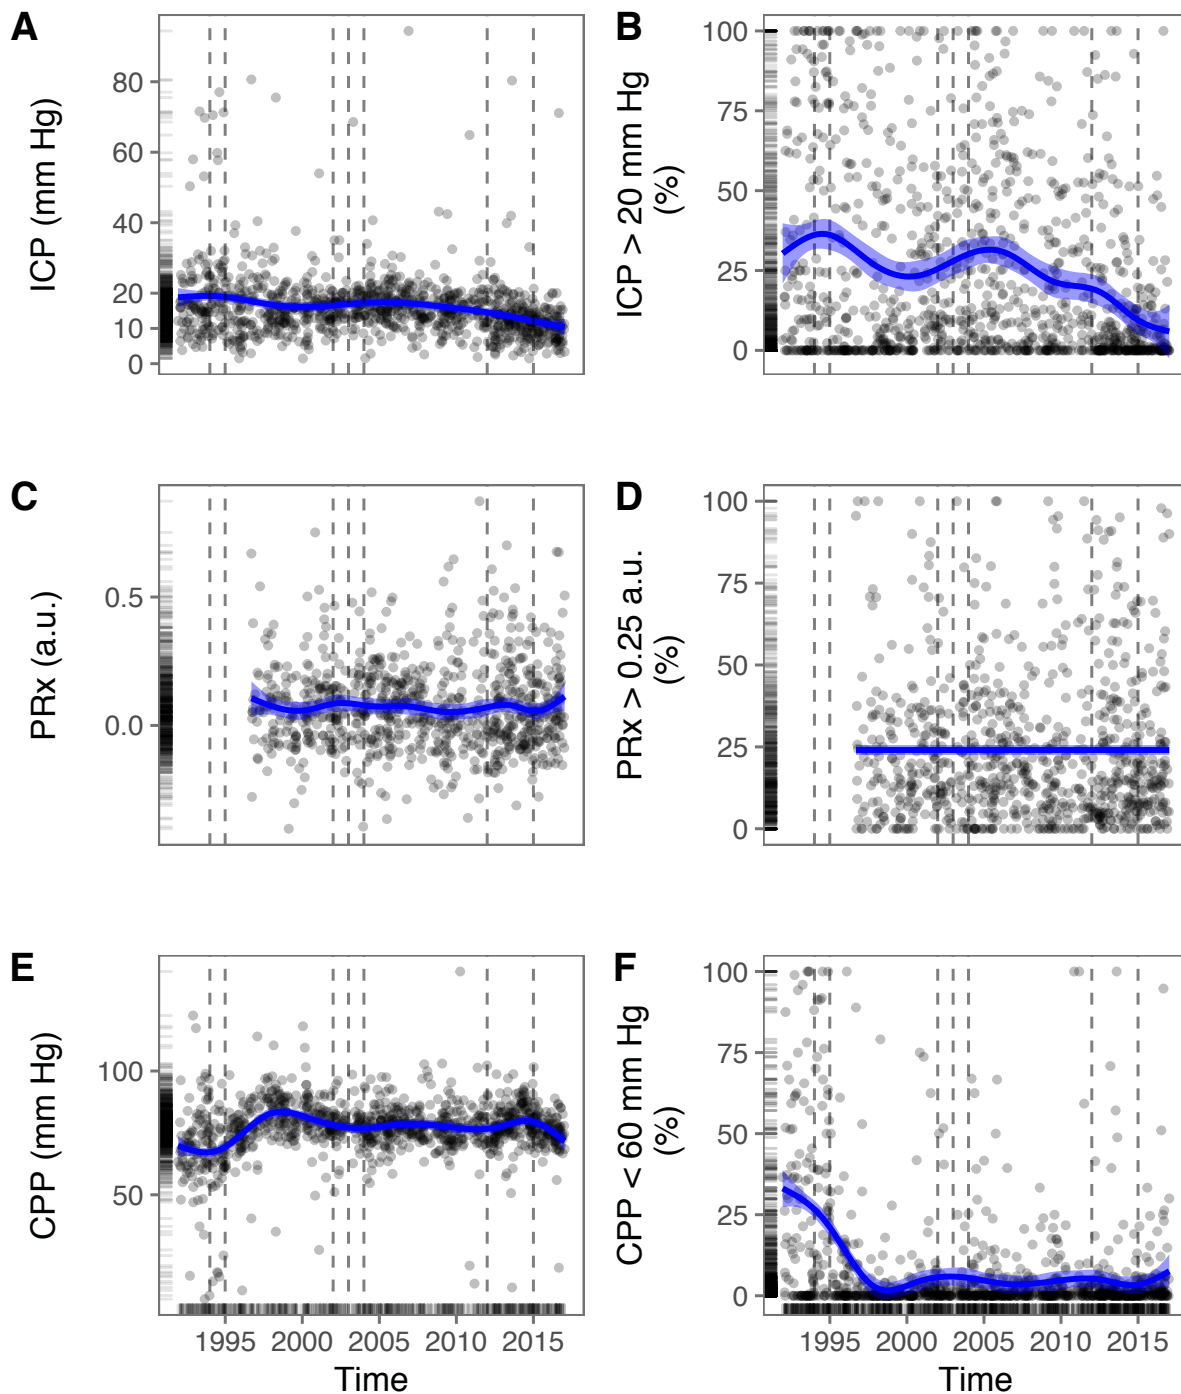 A
ICP (mm Hg)
80
60
40
20
10
0
B
ICP > 20 mm Hg
(%)
100
75
50
25
0
C
PRx (a.u.)
0.5
0.0
D
PRx > 0.25 a.u.
(%)
100
75
50
25
0
E
CPP (mm Hg)
100
50
1995 2000 2005 2010 2015
Time
F
CPP < 60 mm Hg
(%)
100
75
50
25
0
1995 2000 2005 2010 2015
Time